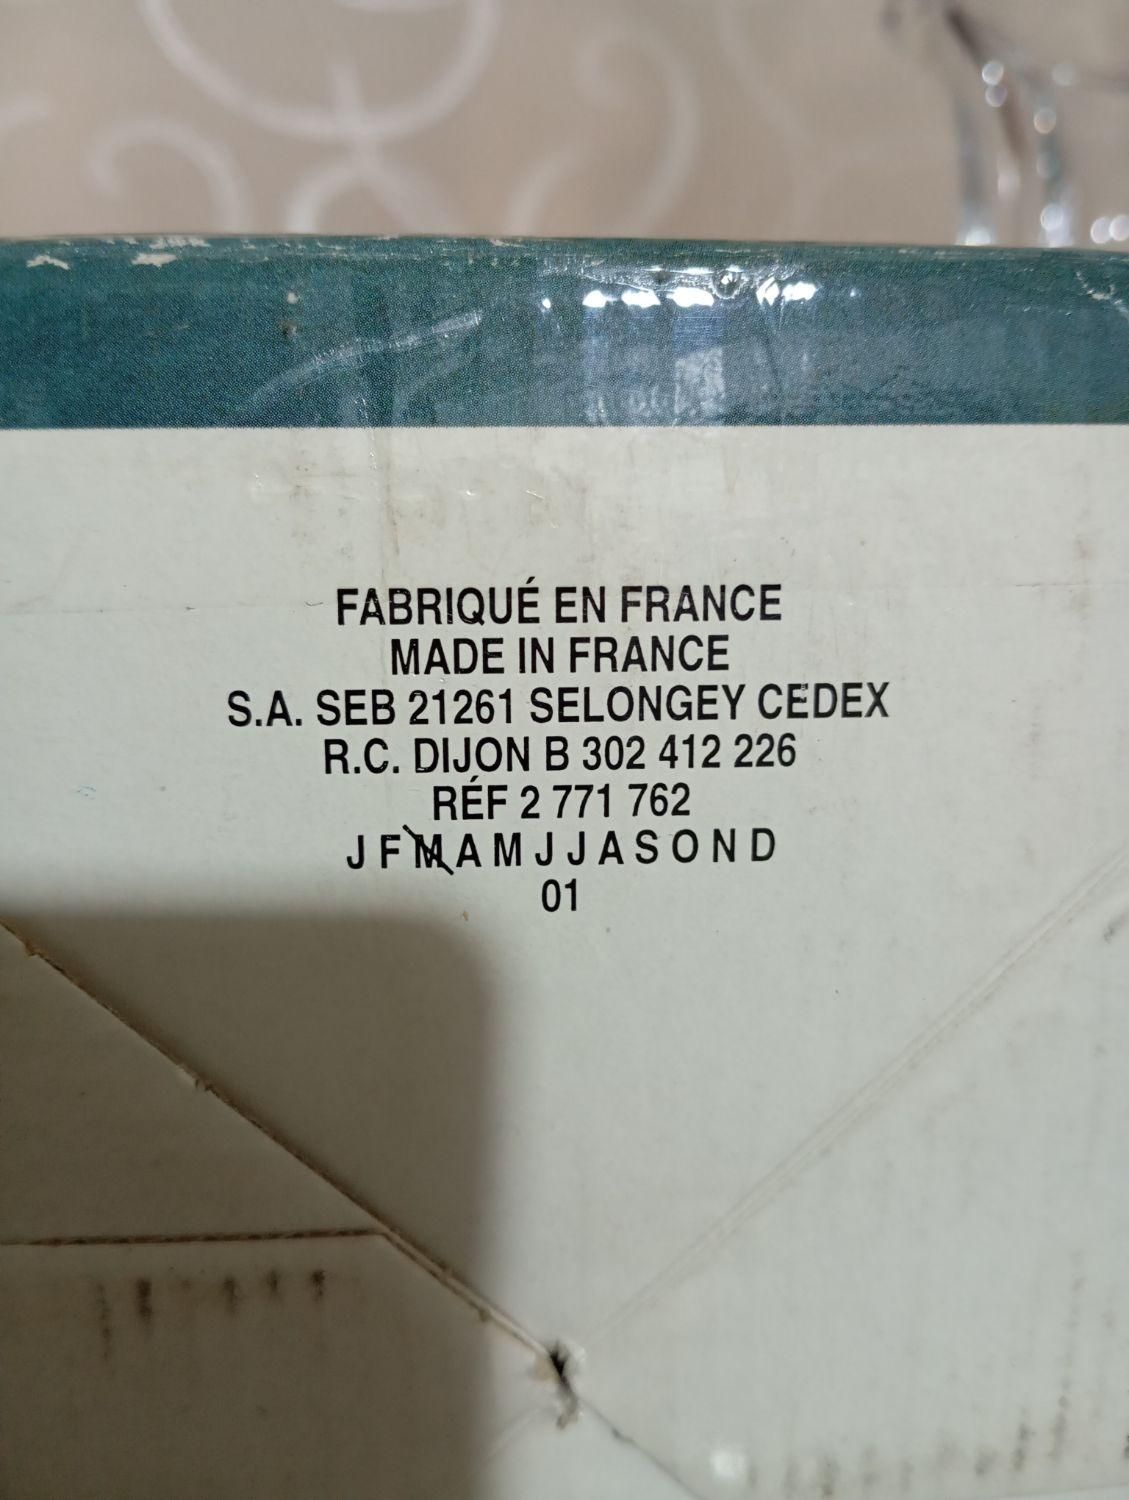 FABRIQUÉ EN FRANCE
MADE IN FRANCE
S.A. SEB 21261 SELONGEY CEDEX
R.C. DIJON B 302 412 226
RÉF 2 771 762
J F M A M J J A S O N D
01